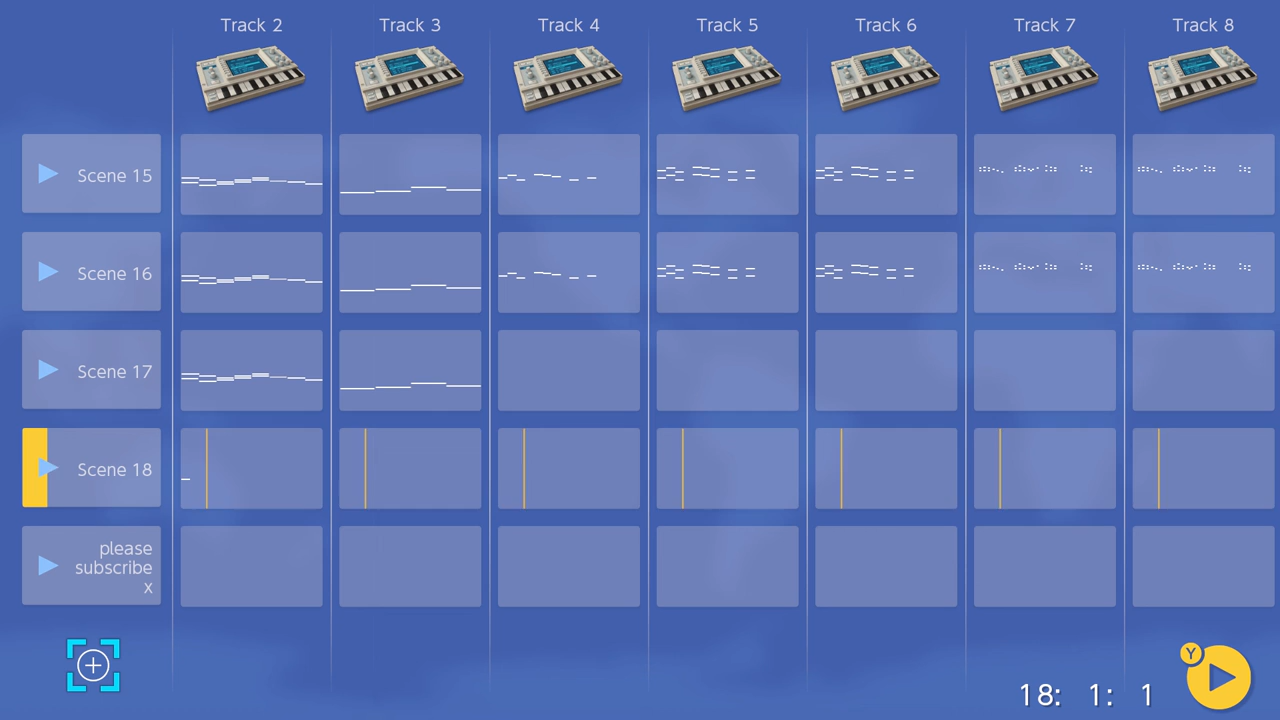 Track 2
Track 3
Track 4
Track 5
Track 6
Track 7
Track 8
Scene 15
Scene 16
Scene 17
Scene 18
please
subscribe
x
Y
18: 1: 1